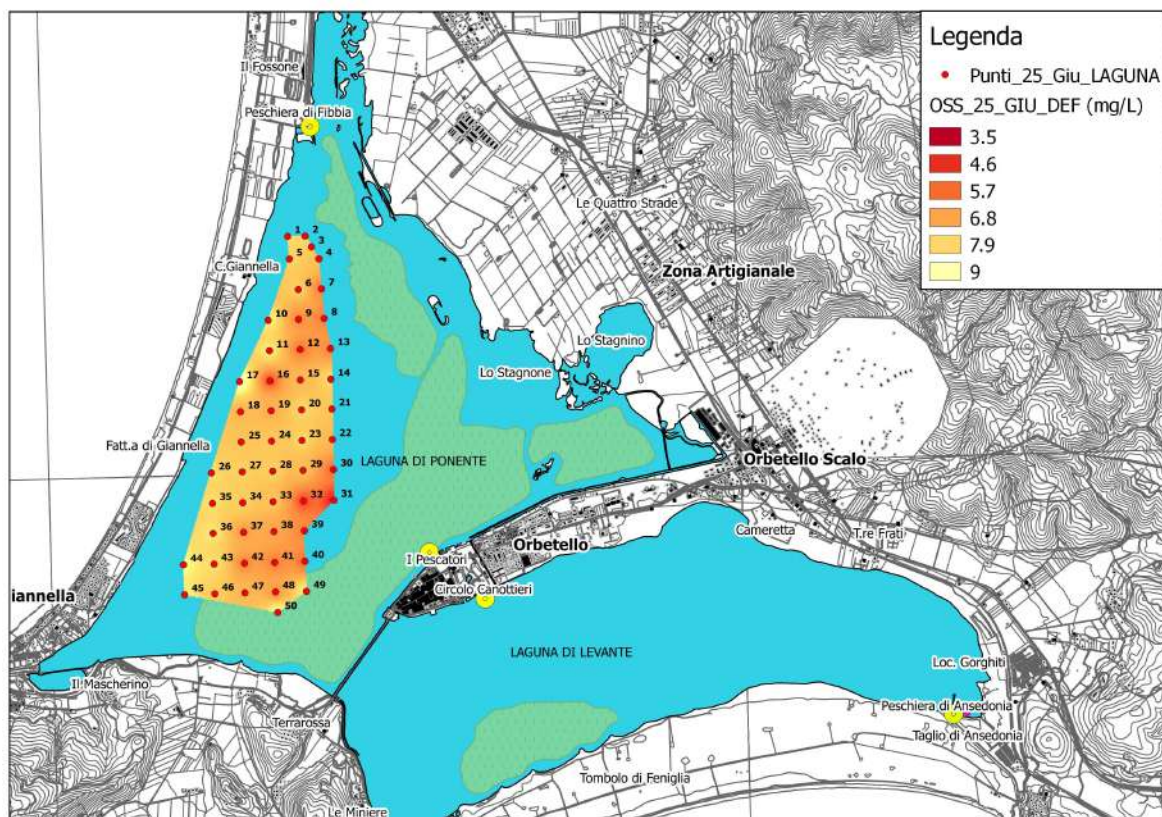 Legenda
Punti_25_Giu_LAGUNA
OSS_25_GIU_DEF (mg/L)
3.5
4.6
5.7
6.8
7.9
9
Il Fossone
Peschiera di Fibbia
Le Quattro Strade
C.Giannella
Zona Artigianale
Lo Stagnino
Lo Stagnone
Fatt.a di Giannella
LAGUNA DI PONENTE
Orbetello Scalo
Cameretta
T.re Frati
Orbetello
I Pescatori
Circolo Canottieri
iannella
LAGUNA DI LEVANTE
Loc. Gorghiti
Il Mascherino
Peschiera di Ansedonia
Terrarossa
Taglio di Ansedonia
Tombolo di Feniglia
Le Miniere
1 2
3
5 4
6 7
10 9 8
11 12 13
17 16 15 14
18 19 20 21
25 24 23 22
26 27 28 29 30
35 34 33 32 31
36 37 38 39
44 43 42 41 40
45 46 47 48 49
50